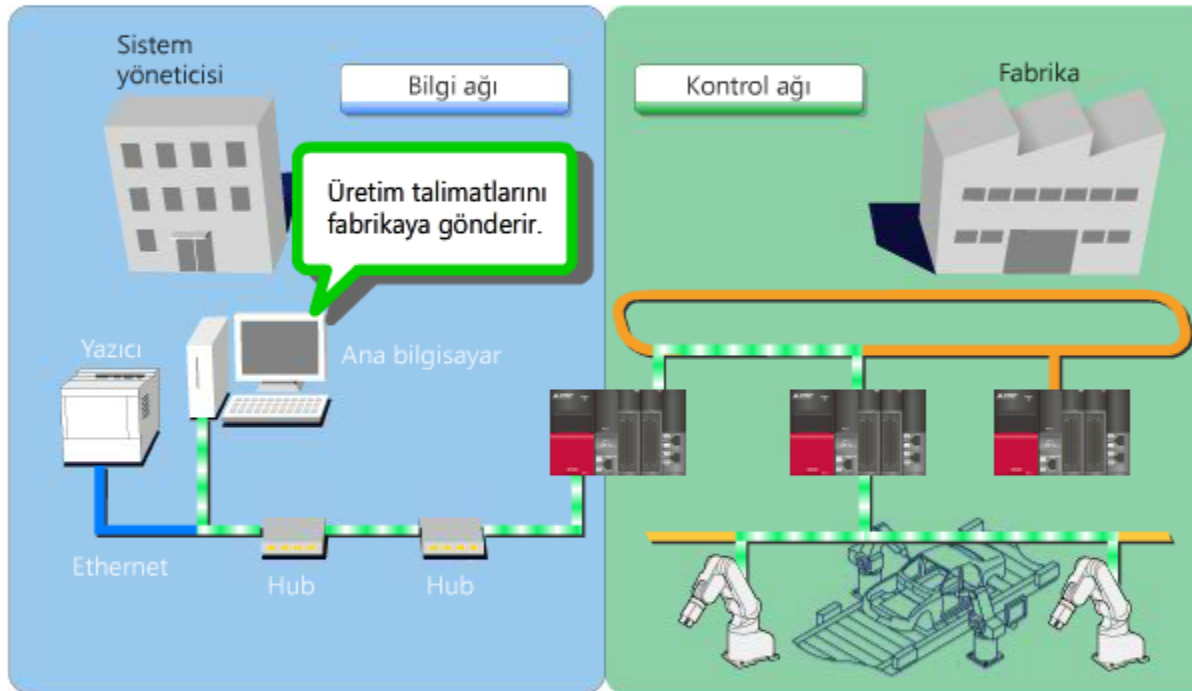 Sistem
yöneticisi
Bilgi ağı
Kontrol ağı
Fabrika
Üretim talimatlarını
fabrikaya gönderir.
Yazıcı
Ana bilgisayar
Ethernet
Hub
Hub